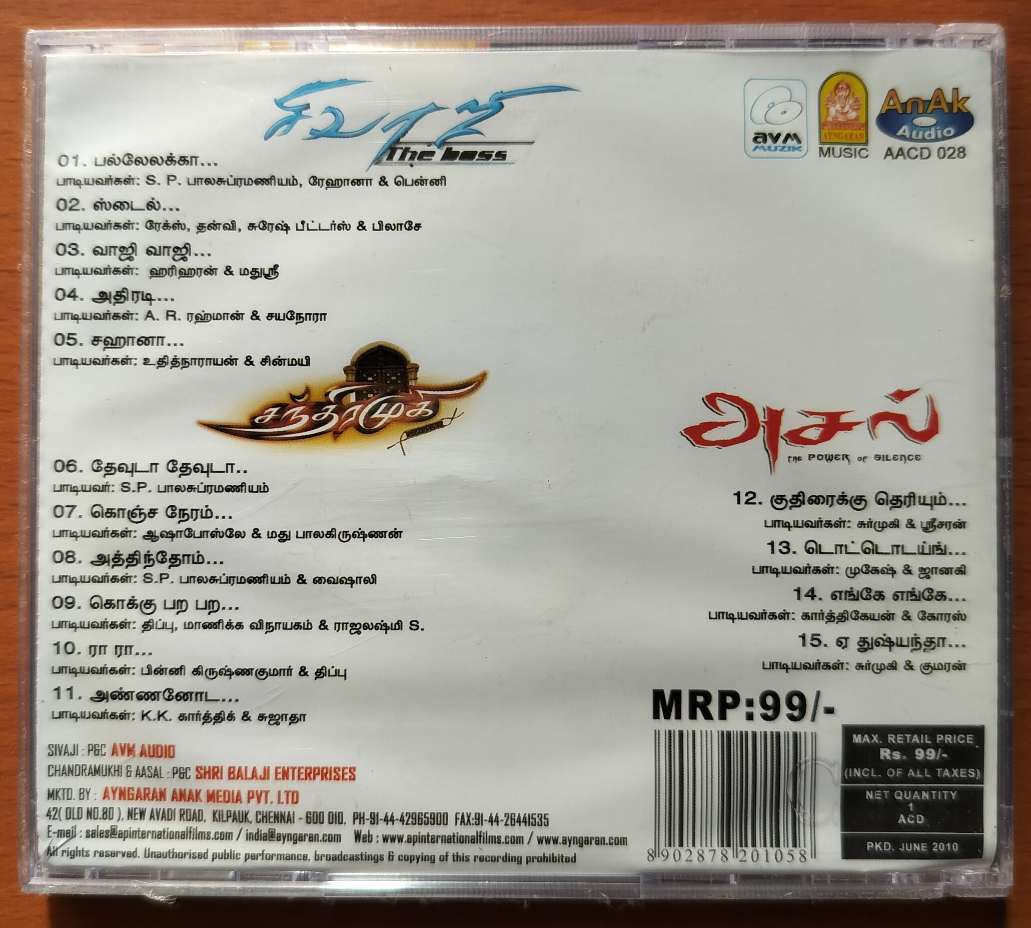 சிவாஜி
The boss
avm
MUZIK
AYNGARAN
MUSIC
AnAk
Audio
AACD 028
01. பல்லேலக்கா...
பாடியவர்கள்: S. P. பாலசுப்ரமணியம், ரேஹானா & பென்னி
02. ஸ்டைல்...
பாடியவர்கள்: ரேக்ஸ், தன்வி, சுரேஷ் பீட்டர்ஸ் & பிலாசே
03. வாஜி வாஜி...
பாடியவர்கள்: ஹரிஹரன் & மதுஸ்ரீ
04. அதிரடி...
பாடியவர்கள்: A. R. ரஹ்மான் & சயநோரா
05. சஹானா...
பாடியவர்கள்: உதித்நாராயன் & சின்மயி
சந்திரமுகி
06. தேவுடா தேவுடா..
பாடியவர்: S.P. பாலசுப்ரமணியம்
07. கொஞ்ச நேரம்...
பாடியவர்கள்: ஆஷாபோஸ்லே & மது பாலகிருஷ்ணன்
08. அத்திந்தோம்...
பாடியவர்கள்: S.P. பாலசுப்ரமணியம் & வைஷாலி
09. கொக்கு பற பற...
பாடியவர்கள்: திப்பு, மாணிக்க விநாயகம் & ராஜலஷ்மி S.
10. ரா ரா...
பாடியவர்கள்: பின்னி கிருஷ்ணகுமார் & திப்பு
11. அண்ணனோட...
பாடியவர்கள்: K.K. கார்த்திக் & சுஜாதா
அசல்
THE POWER OF SILENCE
12. குதிரைக்கு தெரியும்...
பாடியவர்கள்: சுர்முகி & ஸ்ரீசரன்
13. டொட்டொடய்ங்...
பாடியவர்கள்: முகேஷ் & ஜானகி
14. எங்கே எங்கே...
பாடியவர்கள்: கார்த்திகேயன் & கோரஸ்
15. ஏ துஷ்யந்தா...
பாடியவர்கள்: சுர்முகி & குமரன்
SIVAJI : P&C AVM AUDIO
CHANDRAMUKHI & AASAL : P&C SHRI BALAJI ENTERPRISES
MKTD. BY : AYNGARAN ANAK MEDIA PVT. LTD
42( OLD NO.80 ), NEW AVADI ROAD, KILPAUK, CHENNAI - 600 010. PH-91-44-42965900 FAX:91-44-26441535
E-mail : sales@apinternationalfilms.com / india@ayngaran.com Web : www.apinternationalfilms.com / www.ayngaran.com
All rights reserved. Unauthorised public performance, broadcastings & copying of this recording prohibited
MRP:99/-
8 902878 201058
MAX. RETAIL PRICE
Rs. 99/-
(INCL. OF ALL TAXES)
NET QUANTITY
1
ACD
PKD. JUNE 2010